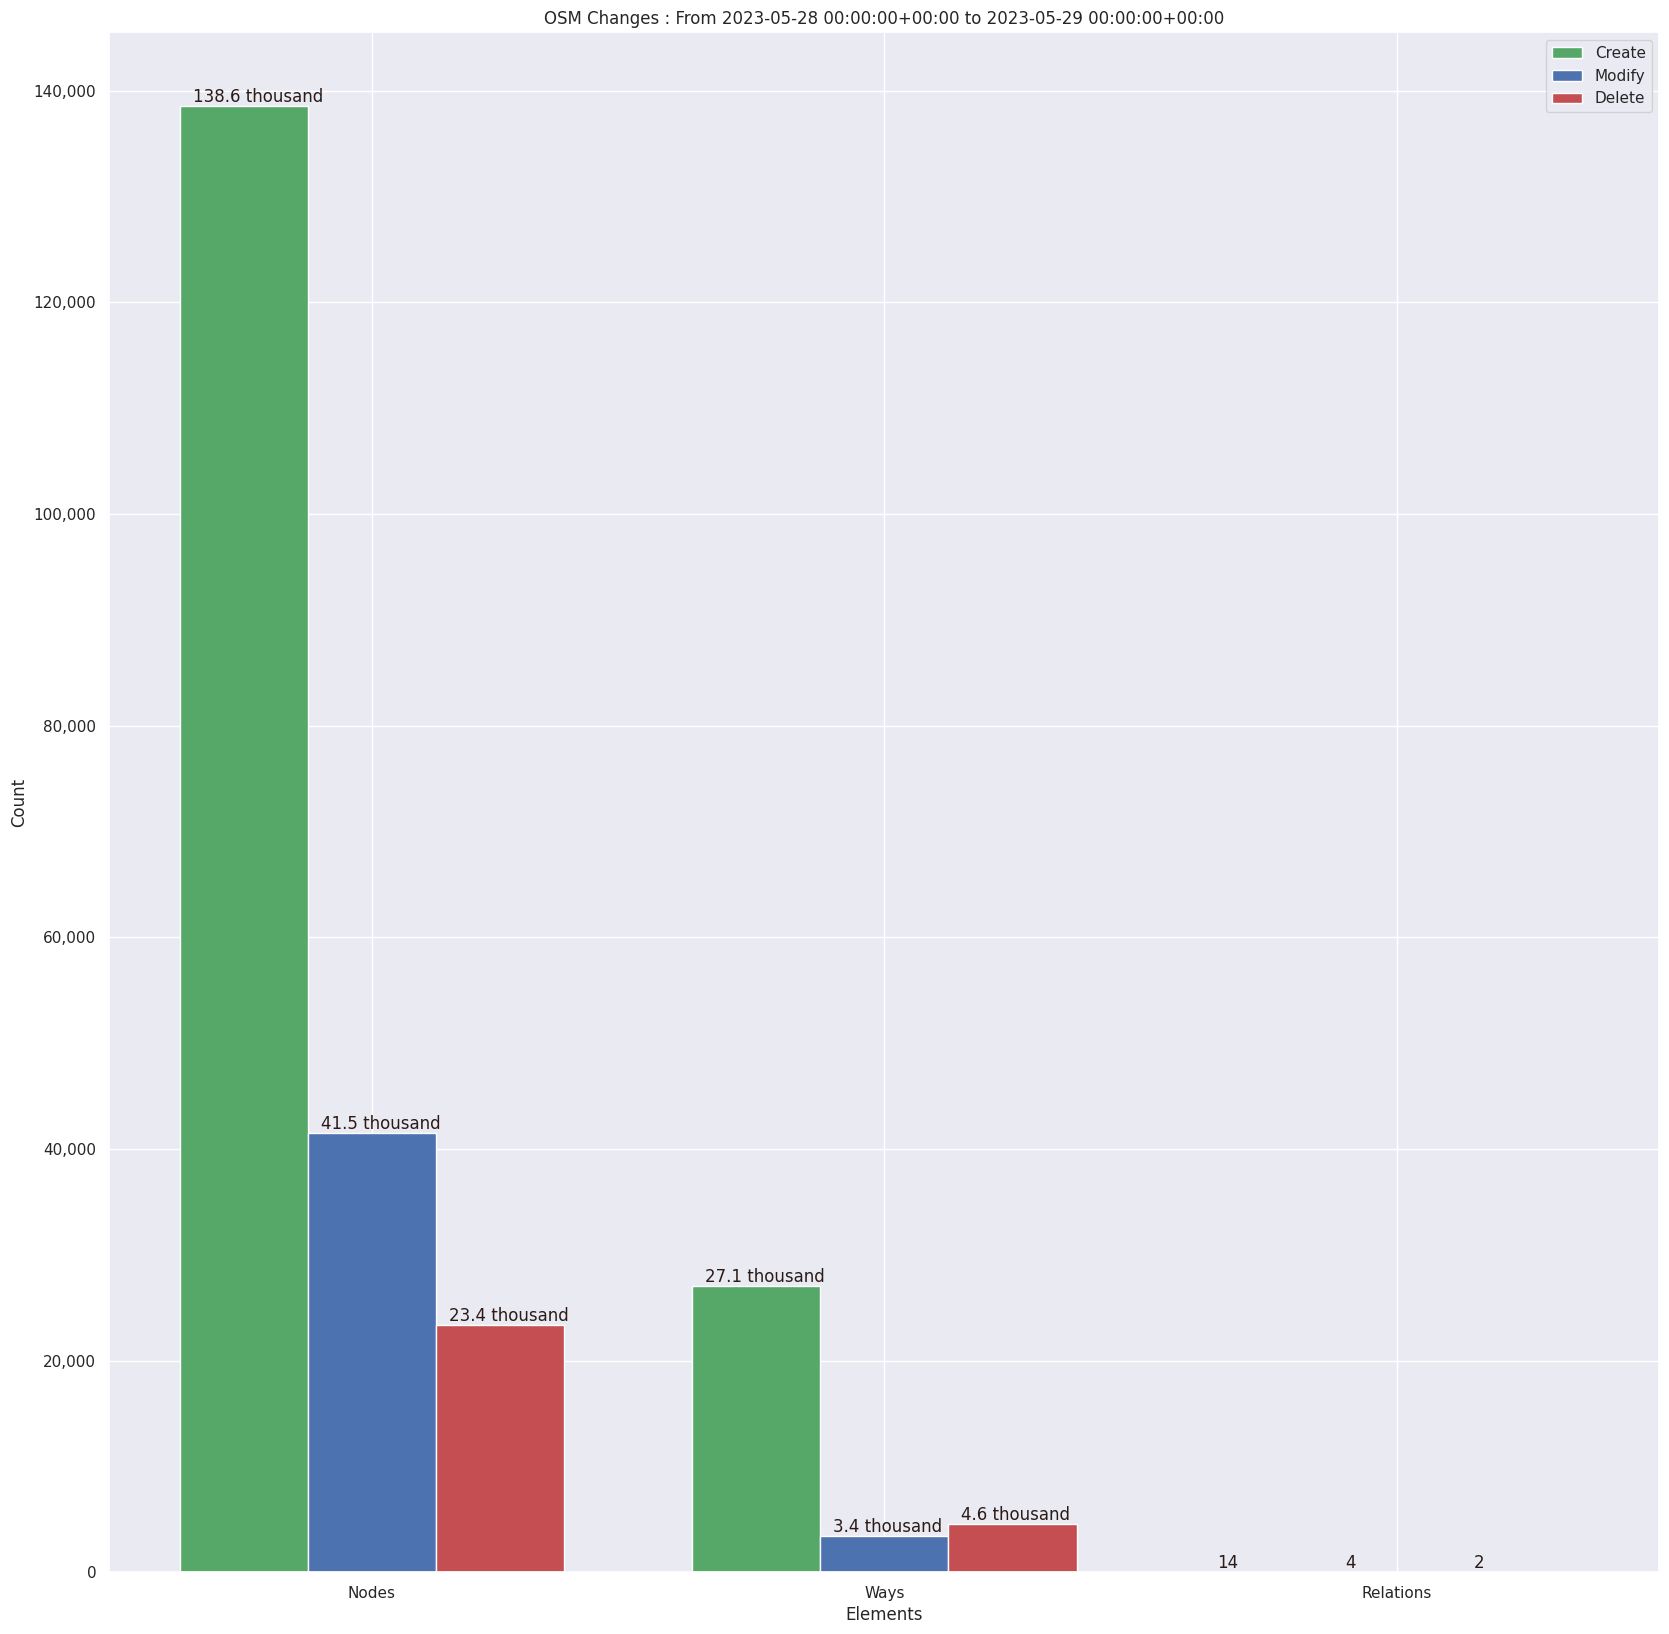 OSM Changes : From 2023-05-28 00:00:00+00:00 to 2023-05-29 00:00:00+00:00
Create
Modify
Delete
140,000
120,000
100,000
80,000
60,000
40,000
20,000
0
Count
138.6 thousand
41.5 thousand
23.4 thousand
27.1 thousand
3.4 thousand
4.6 thousand
14
4
2
Nodes
Ways
Relations
Elements